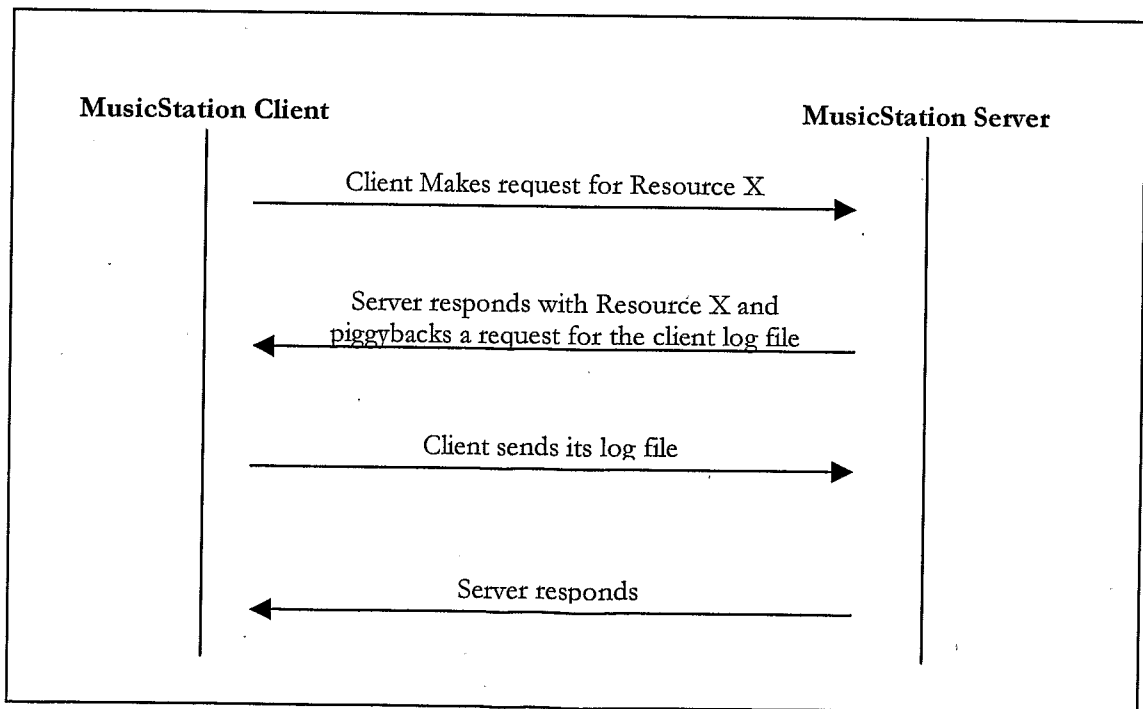 MusicStation Client
MusicStation Server
Client Makes request for Resource X
Server responds with Resource X and
piggybacks a request for the client log file
Client sends its log file
Server responds